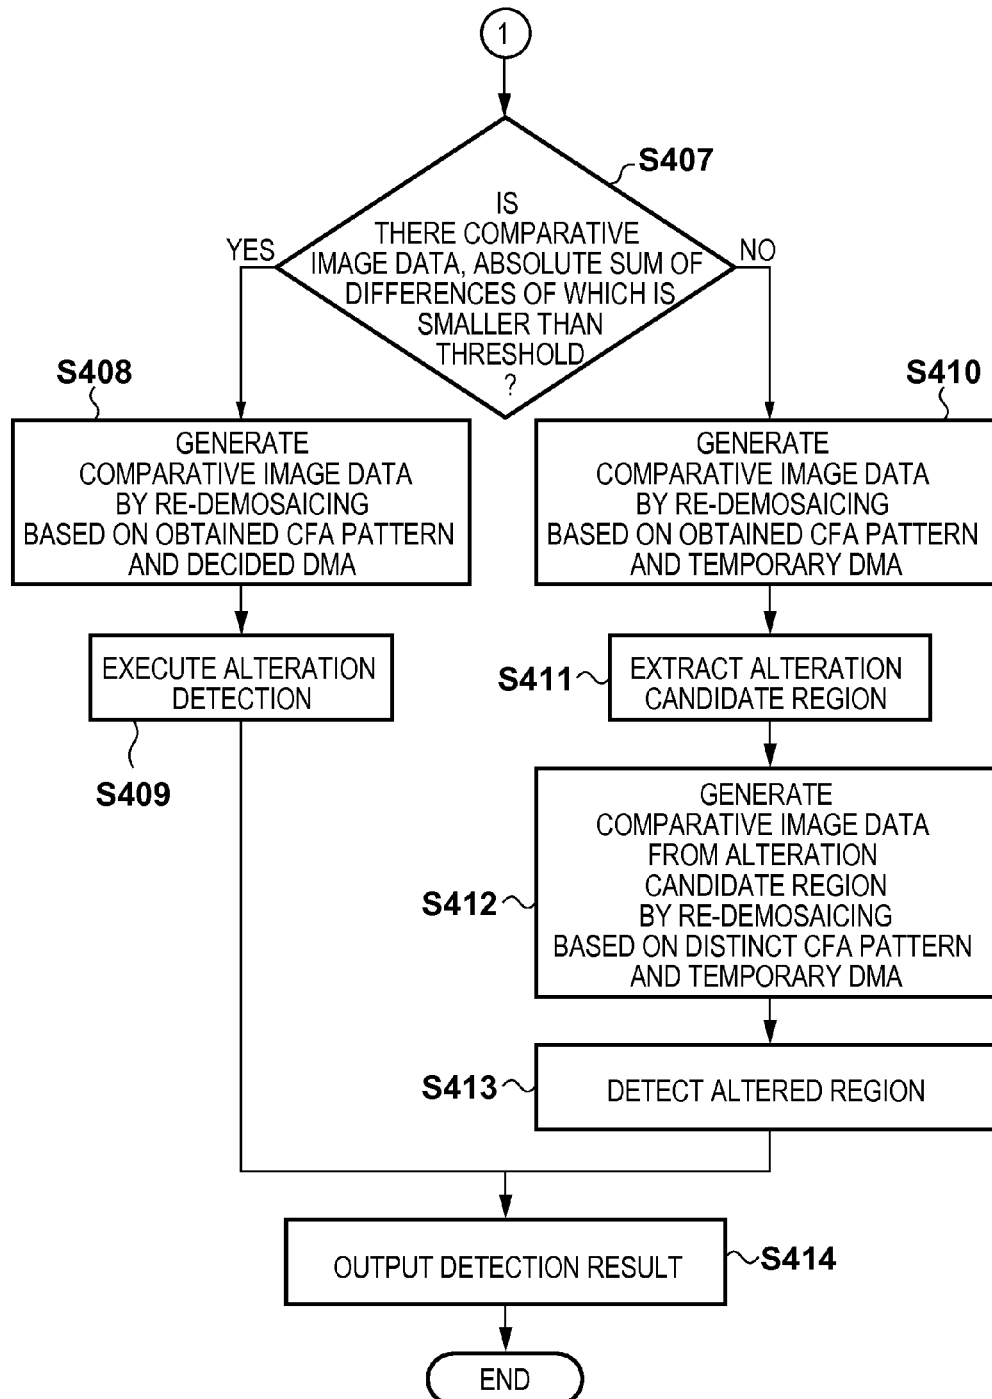 1
S407
IS
THERE COMPARATIVE
IMAGE DATA, ABSOLUTE SUM OF
DIFFERENCES OF WHICH IS
SMALLER THAN
THRESHOLD
?
YES
NO
S408
GENERATE
COMPARATIVE IMAGE DATA
BY RE-DEMOSAICING
BASED ON OBTAINED CFA PATTERN
AND DECIDED DMA
EXECUTE ALTERATION
DETECTION
S409
S410
GENERATE
COMPARATIVE IMAGE DATA
BY RE-DEMOSAICING
BASED ON OBTAINED CFA PATTERN
AND TEMPORARY DMA
S411
EXTRACT ALTERATION
CANDIDATE REGION
S412
GENERATE
COMPARATIVE IMAGE DATA
FROM ALTERATION
CANDIDATE REGION
BY RE-DEMOSAICING
BASED ON DISTINCT CFA PATTERN
AND TEMPORARY DMA
S413
DETECT ALTERED REGION
OUTPUT DETECTION RESULT
S414
END